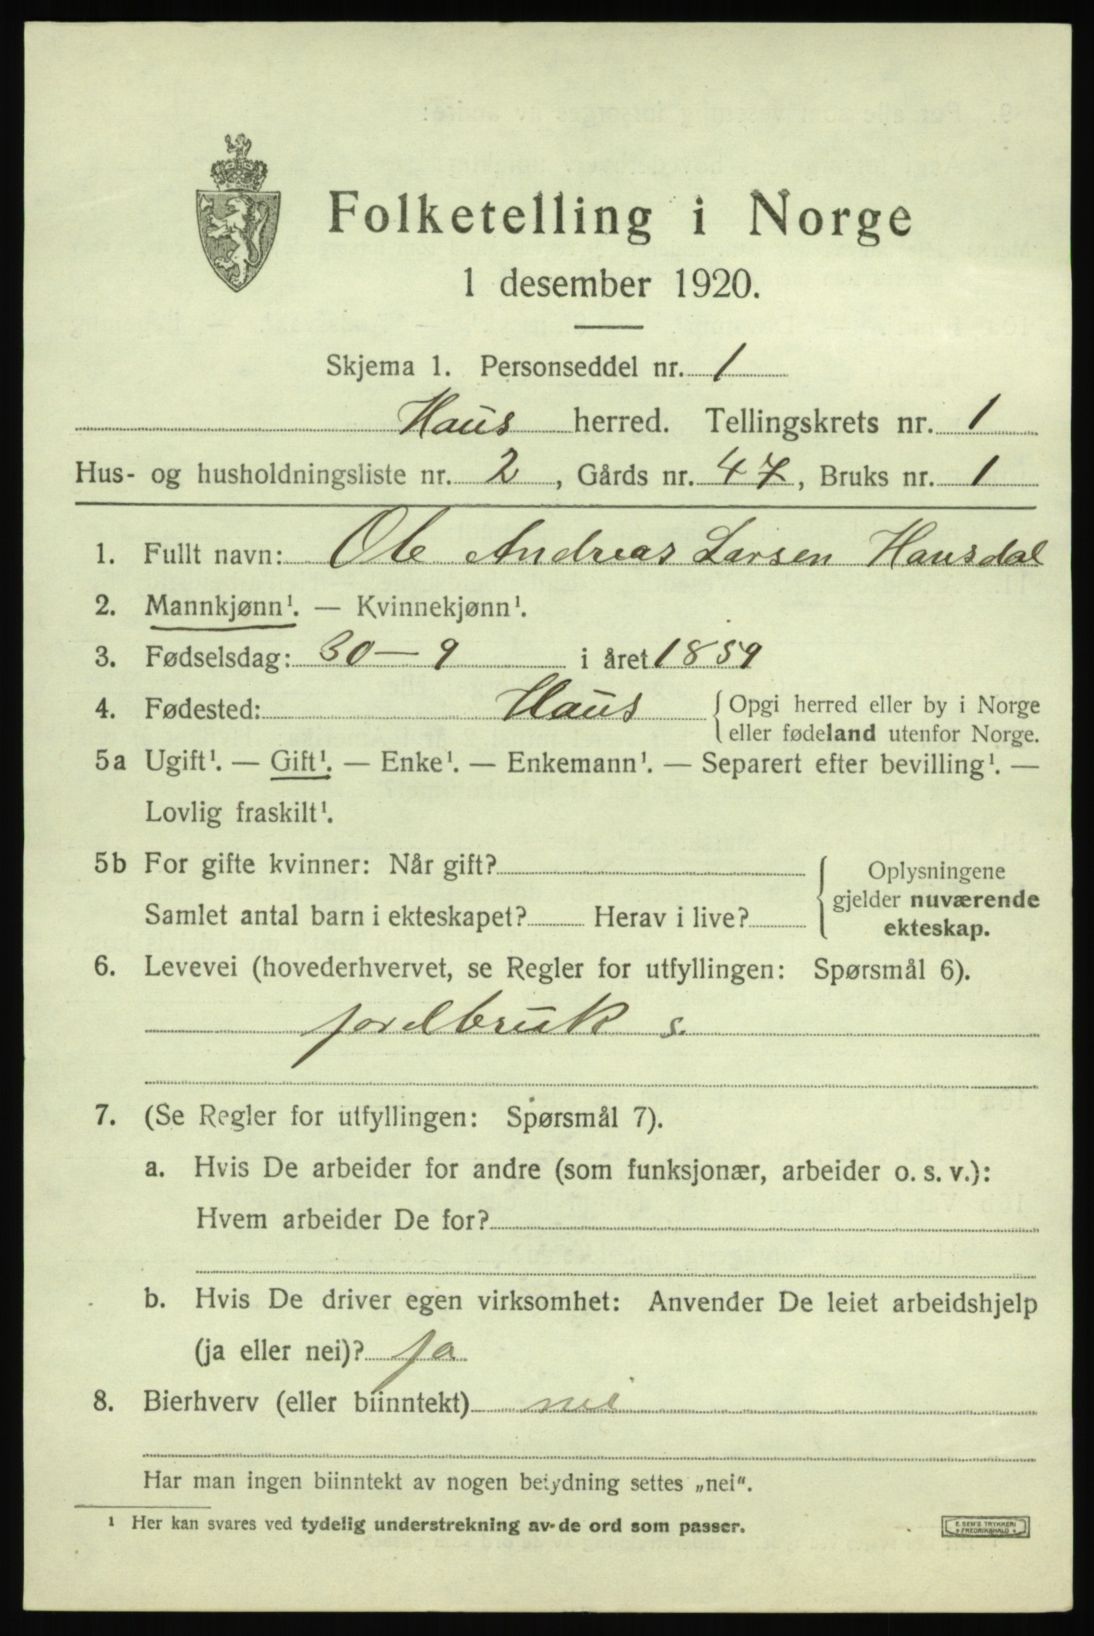 Folketelling i Norge
1 desember 1920.
Skjema 1. Personseddel nr. 1
Haus herred. Tellingskrets nr. 1
Hus- og husholdningsliste nr. 2, Gårds nr. 47, Bruks nr. 1
1. Fullt navn: Ole Andreas Larsen Hausdal
2. Mannkjønn¹. — Kvinnekjønn¹.
3. Fødselsdag: 30 — 9 i året 1859
4. Fødested: Haus { Opgi herred eller by i Norge
eller fødeland utenfor Norge.
5a Ugift¹. — Gift¹. — Enke¹. — Enkemann¹. — Separert efter bevilling¹. —
Lovlig fraskilt¹.
5b For gifte kvinner: Når gift?
Samlet antal barn i ekteskapet? Herav i live?
{ Oplysningene
gjelder nuværende
ekteskap.
6. Levevei (hovederhvervet, se Regler for utfyllingen: Spørsmål 6).
jordbruk s.
7. (Se Regler for utfyllingen: Spørsmål 7).
a. Hvis De arbeider for andre (som funksjonær, arbeider o. s. v.):
Hvem arbeider De for?
b. Hvis De driver egen virksomhet: Anvender De leiet arbeidshjelp
(ja eller nei)? ja
8. Bierhverv (eller biinntekt) nei
Har man ingen biinntekt av nogen betydning settes „nei".
¹ Her kan svares ved tydelig understrekning av de ord som passer.
E. SEM'S TRYKKERI
FREDRIKSHALD